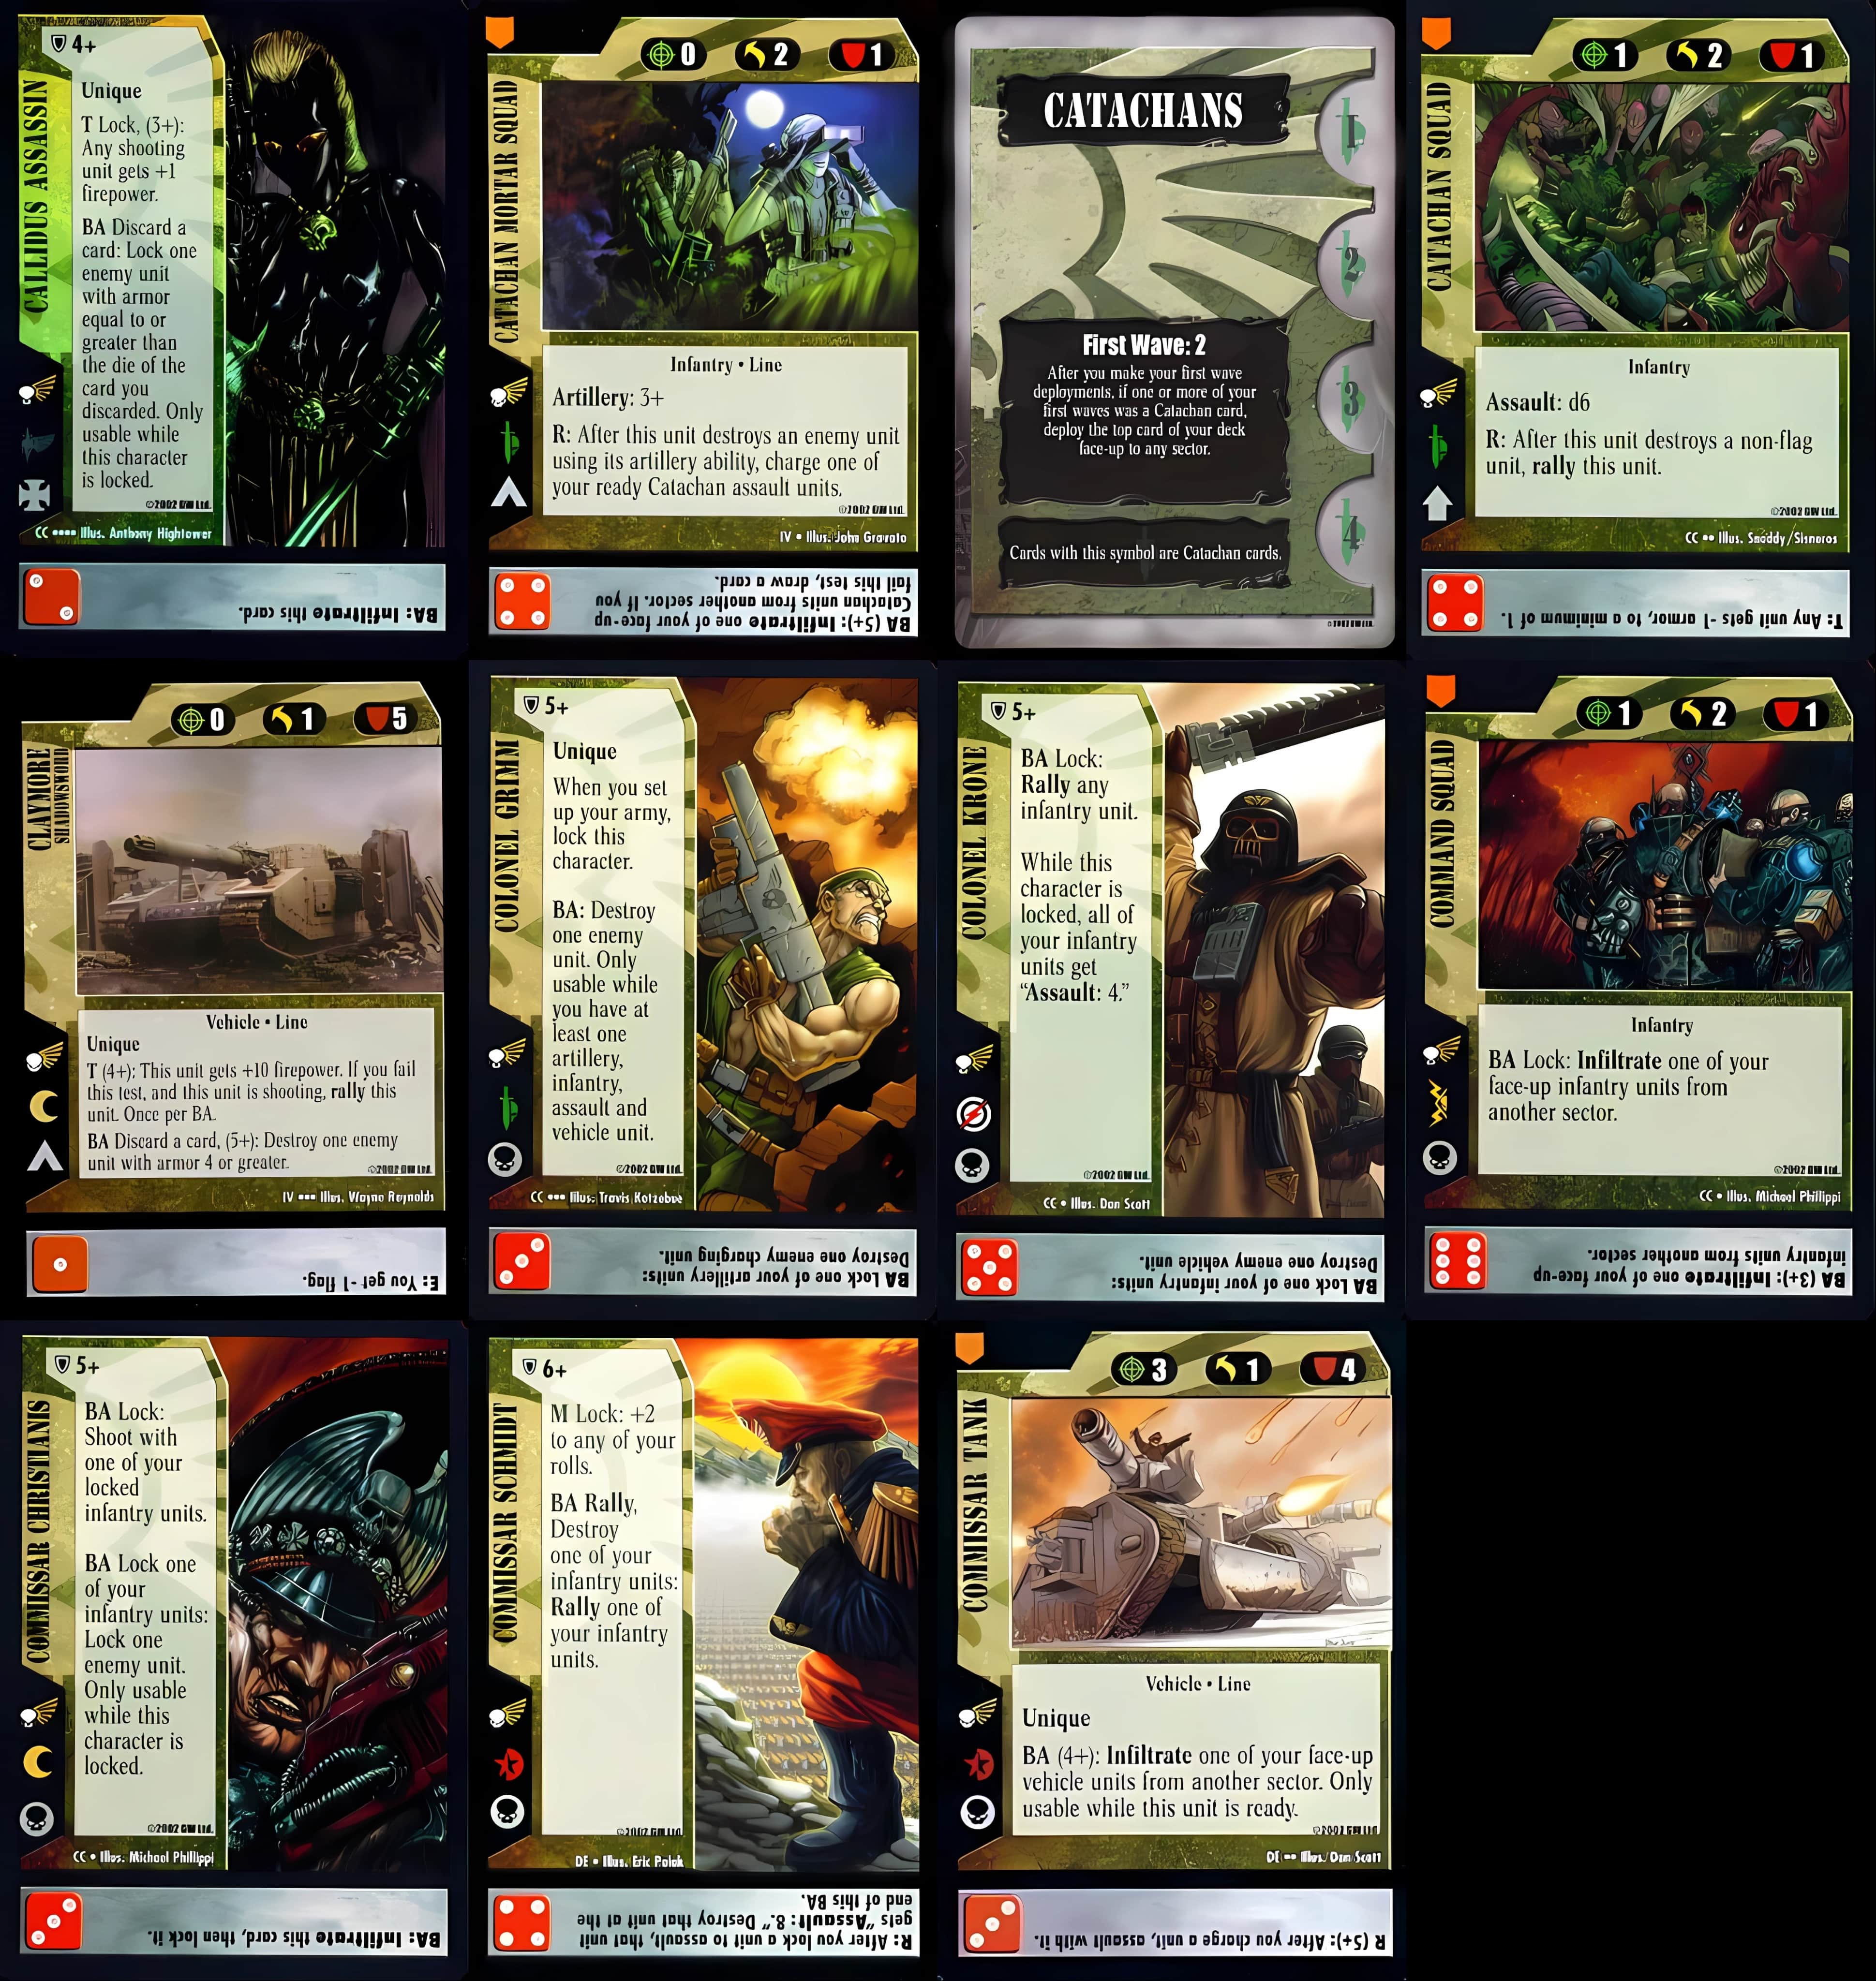 4+
CALLIDUS ASSASSIN
Unique
T Lock, (3+):
Any shooting
unit gets +1
firepower.
BA Discard a
card: Lock one
enemy unit
with armor
equal to or
greater than
the die of the
card you
discarded. Only
usable while
this character
is locked.
©2002 GW Ltd.
CC •••• Illus. Anthony Hightower
BA: Infiltrate this card.
0 2 1
CATACHAN MORTAR SQUAD
Infantry • Line
Artillery: 3+
R: After this unit destroys an enemy unit
using its artillery ability, charge one of
your ready Catachan assault units.
©2002 GW Ltd.
IV • Illus. John Gravato
BA (5+): Infiltrate one of your face-up
Catachan units from another sector. If you
fail this test, draw a card.
CATACHANS
1
2
3
4
First Wave: 2
After you make your first wave
deployments, if one or more of your
first waves was a Catachan card,
deploy the top card of your deck
face-up to any sector.
Cards with this symbol are Catachan cards.
1 2 1
CATACHAN SQUAD
Infantry
Assault: d6
R: After this unit destroys a non-flag
unit, rally this unit.
©2002 GW Ltd.
CC •• Illus. Snoddy/Sisneros
T: Any unit gets -1 armor, to a minimum of 1.
0 1 5
CLAYMORE
SHADOWSWORD
Vehicle • Line
Unique
T (4+): This unit gets +10 firepower. If you fail
this test, and this unit is shooting, rally this
unit. Once per BA.
BA Discard a card, (5+): Destroy one enemy
unit with armor 4 or greater.
©2002 GW Ltd.
IV ••• Illus. Wayne Reynolds
E: You get -1 flag.
5+
COLONEL GRIMM
Unique
When you set
up your army,
lock this
character.
BA: Destroy
one enemy
unit. Only
usable while
you have at
least one
artillery,
infantry,
assault and
vehicle unit.
©2002 GW Ltd.
CC ••• Illus: Travis Kotzebue
BA Lock one of your artillery units:
Destroy one enemy charging unit.
5+
COLONEL KRONE
BA Lock:
Rally any
infantry unit.
While this
character is
locked, all of
your infantry
units get
“Assault: 4.”
©2002 GW Ltd.
CC • Illus. Dan Scott
BA Lock one of your infantry units:
Destroy one enemy vehicle unit.
1 2 1
COMMAND SQUAD
Infantry
BA Lock: Infiltrate one of your
face-up infantry units from
another sector.
©2002 GW Ltd.
CC • Illus. Michael Phillippi
BA (3+): Infiltrate one of your face-up
infantry units from another sector.
5+
COMMISSAR CHRISTIANIS
BA Lock:
Shoot with
one of your
locked
infantry units.
BA Lock one
of your
infantry units:
Lock one
enemy unit.
Only usable
while this
character is
locked.
©2002 GW Ltd.
CC • Illus. Michael Phillippi
BA: Infiltrate this card, then lock it.
6+
COMMISSAR SCHMIDT
M Lock: +2
to any of your
rolls.
BA Rally,
Destroy
one of your
infantry units:
Rally one of
your infantry
units.
©2002 GW Ltd.
DE • Illus. Eric Polak
R: After you lock a unit to assault, that unit
gets “Assault: 8.” Destroy that unit at the
end of this BA.
3 1 4
COMMISSAR TANK
Vehicle • Line
Unique
BA (4+): Infiltrate one of your face-up
vehicle units from another sector. Only
usable while this unit is ready.
©2002 GW Ltd.
DE •• Illus. Dan Scott
R (5+): After you charge a unit, assault with it.